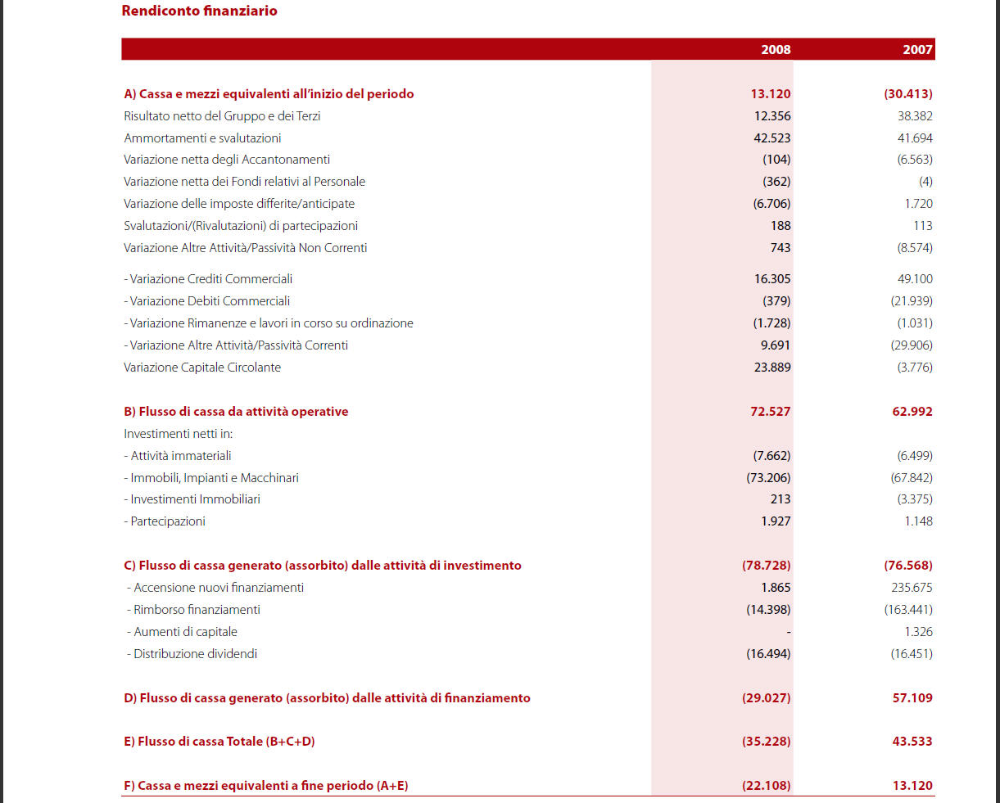 Rendiconto finanziario
2008 2007
A) Cassa e mezzi equivalenti all’inizio del periodo 13.120 (30.413)
Risultato netto del Gruppo e dei Terzi 12.356 38.382
Ammortamenti e svalutazioni 42.523 41.694
Variazione netta degli Accantonamenti (104) (6.563)
Variazione netta dei Fondi relativi al Personale (362) (4)
Variazione delle imposte differite/anticipate (6.706) 1.720
Svalutazioni/(Rivalutazioni) di partecipazioni 188 113
Variazione Altre Attività/Passività Non Correnti 743 (8.574)
- Variazione Crediti Commerciali 16.305 49.100
- Variazione Debiti Commerciali (379) (21.939)
- Variazione Rimanenze e lavori in corso su ordinazione (1.728) (1.031)
- Variazione Altre Attività/Passività Correnti 9.691 (29.906)
Variazione Capitale Circolante 23.889 (3.776)
B) Flusso di cassa da attività operative 72.527 62.992
Investimenti netti in:
- Attività immateriali (7.662) (6.499)
- Immobili, Impianti e Macchinari (73.206) (67.842)
- Investimenti Immobiliari 213 (3.375)
- Partecipazioni 1.927 1.148
C) Flusso di cassa generato (assorbito) dalle attività di investimento (78.728) (76.568)
- Accensione nuovi finanziamenti 1.865 235.675
- Rimborso finanziamenti (14.398) (163.441)
- Aumenti di capitale - 1.326
- Distribuzione dividendi (16.494) (16.451)
D) Flusso di cassa generato (assorbito) dalle attività di finanziamento (29.027) 57.109
E) Flusso di cassa Totale (B+C+D) (35.228) 43.533
F) Cassa e mezzi equivalenti a fine periodo (A+E) (22.108) 13.120